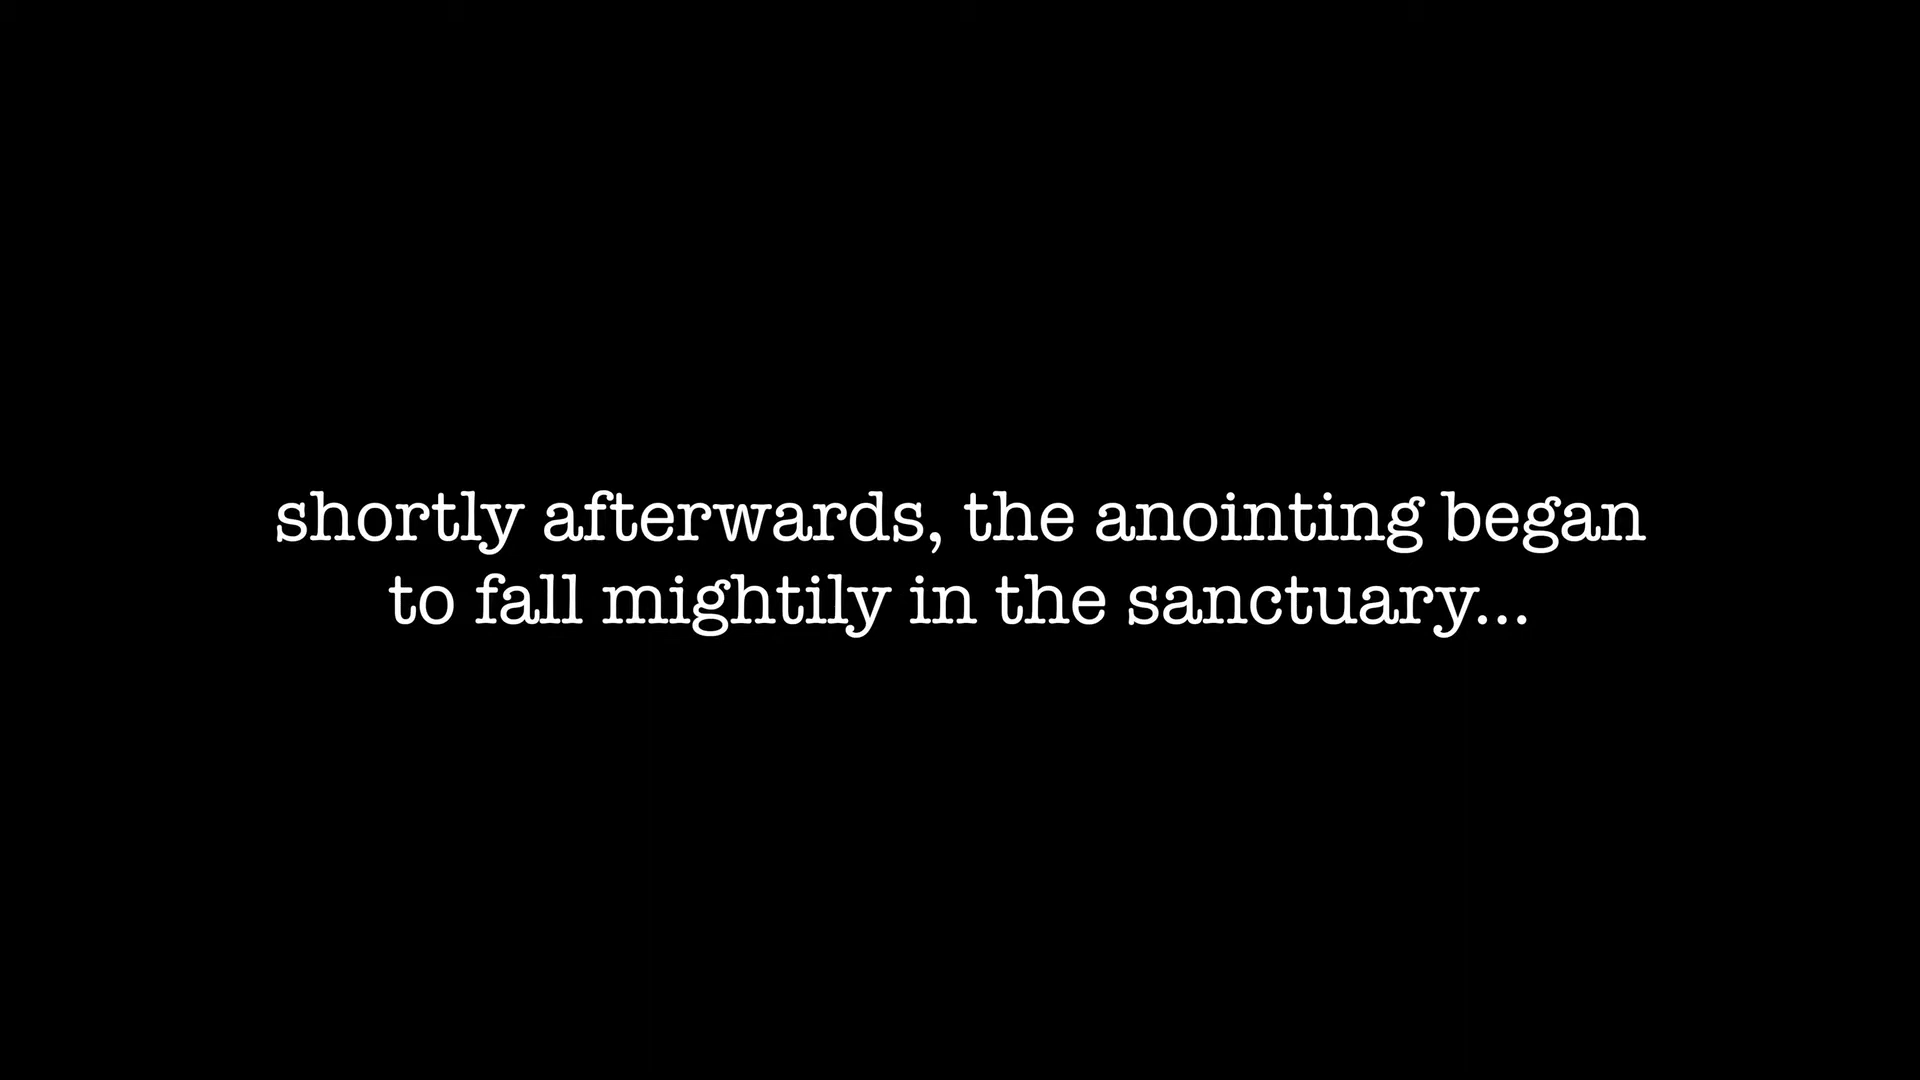 shortly afterwards, the anointing began
to fall mightily in the sanctuary...